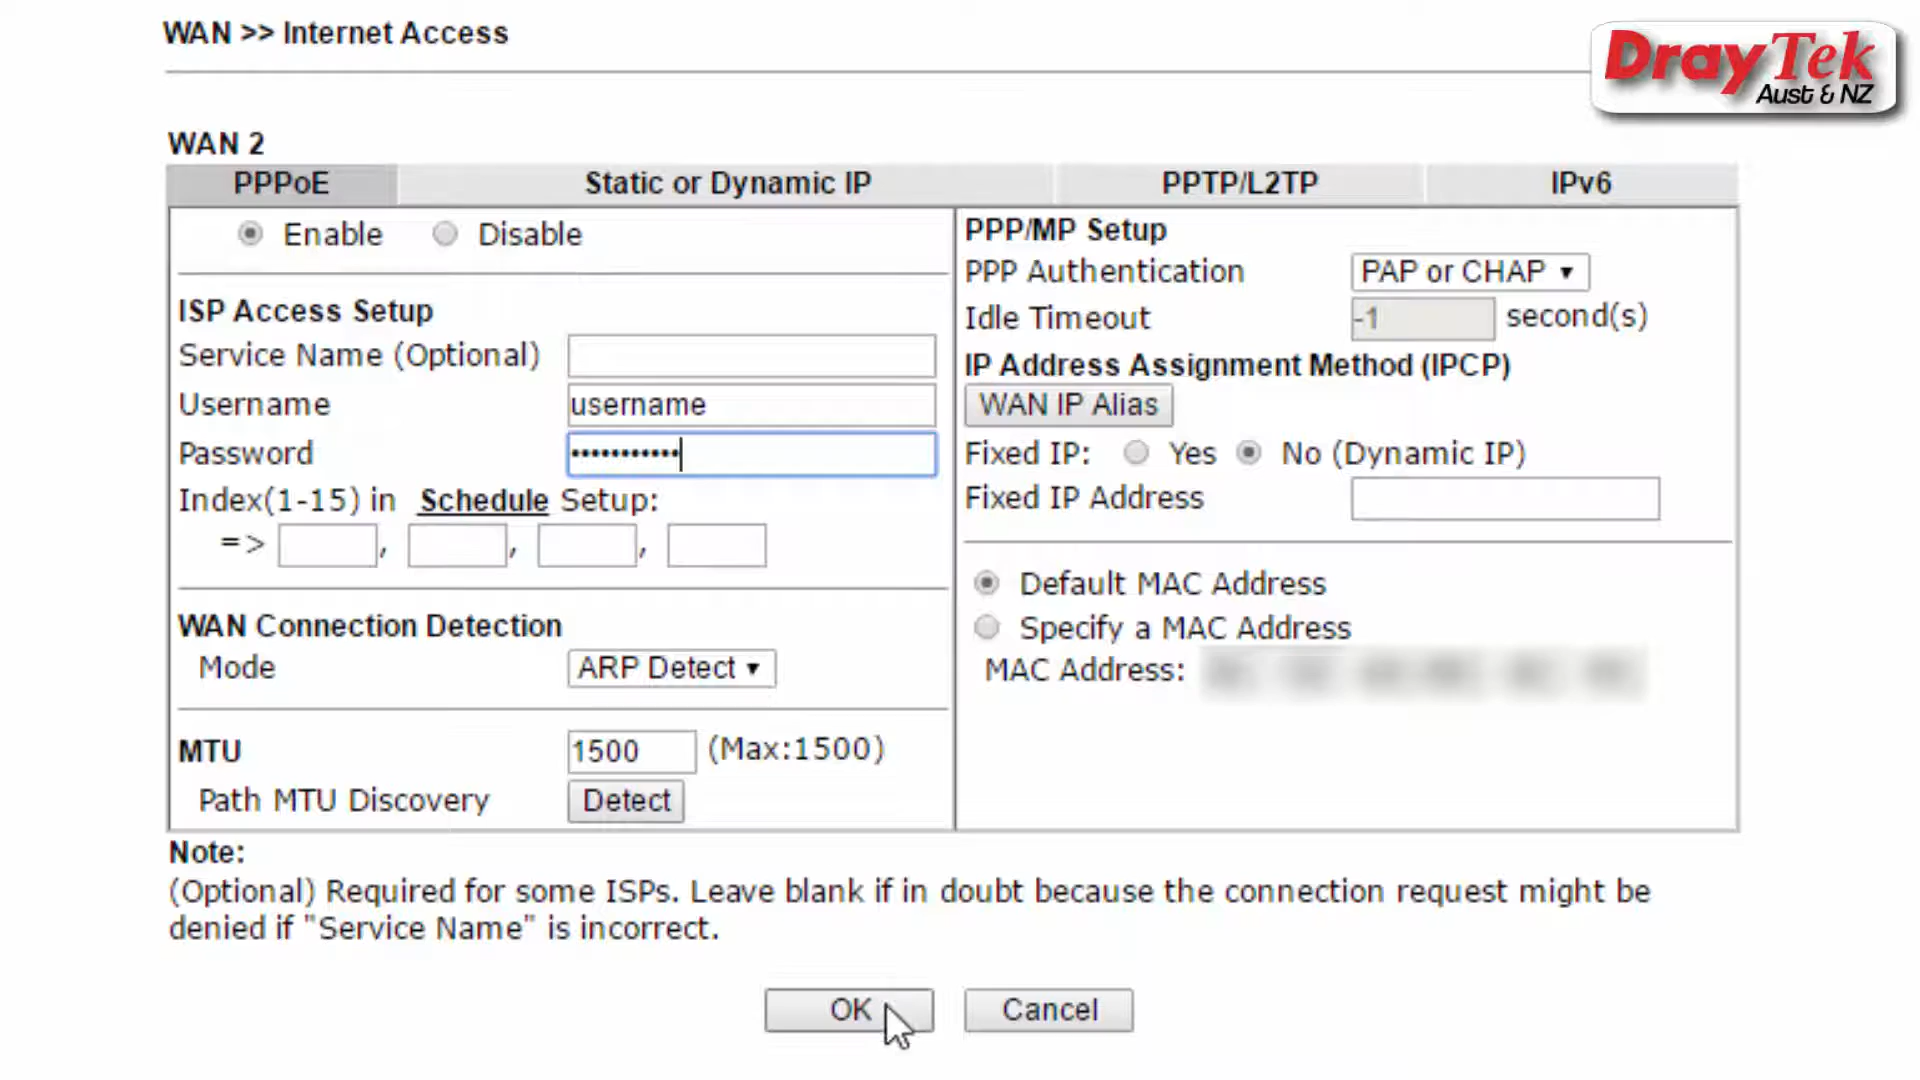 WAN >> Internet Access
DrayTek
Aust & NZ
WAN 2
PPPoE Static or Dynamic IP PPTP/L2TP IPv6
Enable Disable
ISP Access Setup
Service Name (Optional)
Username username
Password •••••••••••
Index(1-15) in Schedule Setup:
=> , , ,
WAN Connection Detection
Mode ARP Detect
MTU 1500 (Max:1500)
Path MTU Discovery Detect
PPP/MP Setup
PPP Authentication PAP or CHAP
Idle Timeout -1 second(s)
IP Address Assignment Method (IPCP)
WAN IP Alias
Fixed IP: Yes No (Dynamic IP)
Fixed IP Address
Default MAC Address
Specify a MAC Address
MAC Address:
Note:
(Optional) Required for some ISPs. Leave blank if in doubt because the connection request might be
denied if "Service Name" is incorrect.
OK Cancel